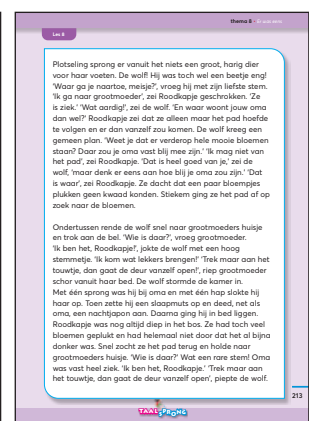 thema 8 - Er was eens
Les 8
Plotseling sprong er vanuit het niets een groot, harig dier
voor haar voeten. De wolf! Hij was toch wel een beetje eng!
'Waar ga je naartoe, meisje?', vroeg hij met zijn liefste stem.
'Ik ga naar grootmoeder', zei Roodkapje geschrokken. 'Ze
is ziek.' 'Wat aardig!', zei de wolf. 'En waar woont jouw oma
dan wel?' Roodkapje zei dat ze alleen maar het pad hoefde
te volgen en er dan vanzelf zou komen. De wolf kreeg een
gemeen plan. 'Weet je dat er verderop hele mooie bloemen
staan? Daar zou je oma vast blij mee zijn.' 'Ik mag niet van
het pad', zei Roodkapje. 'Dat is heel goed van je,' zei de
wolf, 'maar denk er eens aan hoe blij je oma zou zijn.' 'Dat
is waar', zei Roodkapje. Ze dacht dat een paar bloempjes
plukken geen kwaad konden. Stiekem ging ze het pad af op
zoek naar de bloemen.
Ondertussen rende de wolf snel naar grootmoeders huisje
en trok aan de bel. 'Wie is daar?', vroeg grootmoeder.
'Ik ben het, Roodkapje!', jokte de wolf met een hoog
stemmetje. 'Ik kom wat lekkers brengen!' 'Trek maar aan het
touwtje, dan gaat de deur vanzelf open!', riep grootmoeder
schor vanuit haar bed. De wolf stormde de kamer in.
Met één sprong was hij bij oma en met één hap slokte hij
haar op. Toen zette hij een slaapmuts op en deed, net als
oma, een nachtjapon aan. Daarna ging hij in bed liggen.
Roodkapje was nog altijd diep in het bos. Ze had toch veel
bloemen geplukt en had helemaal niet door dat het al bijna
donker was. Snel zocht ze het pad terug en holde naar
grootmoeders huisje. 'Wie is daar?' Wat een rare stem! Oma
was vast heel ziek. 'Ik ben het, Roodkapje.' 'Trek maar aan
het touwtje, dan gaat de deur vanzelf open', piepte de wolf.
213
TAALSPRONG